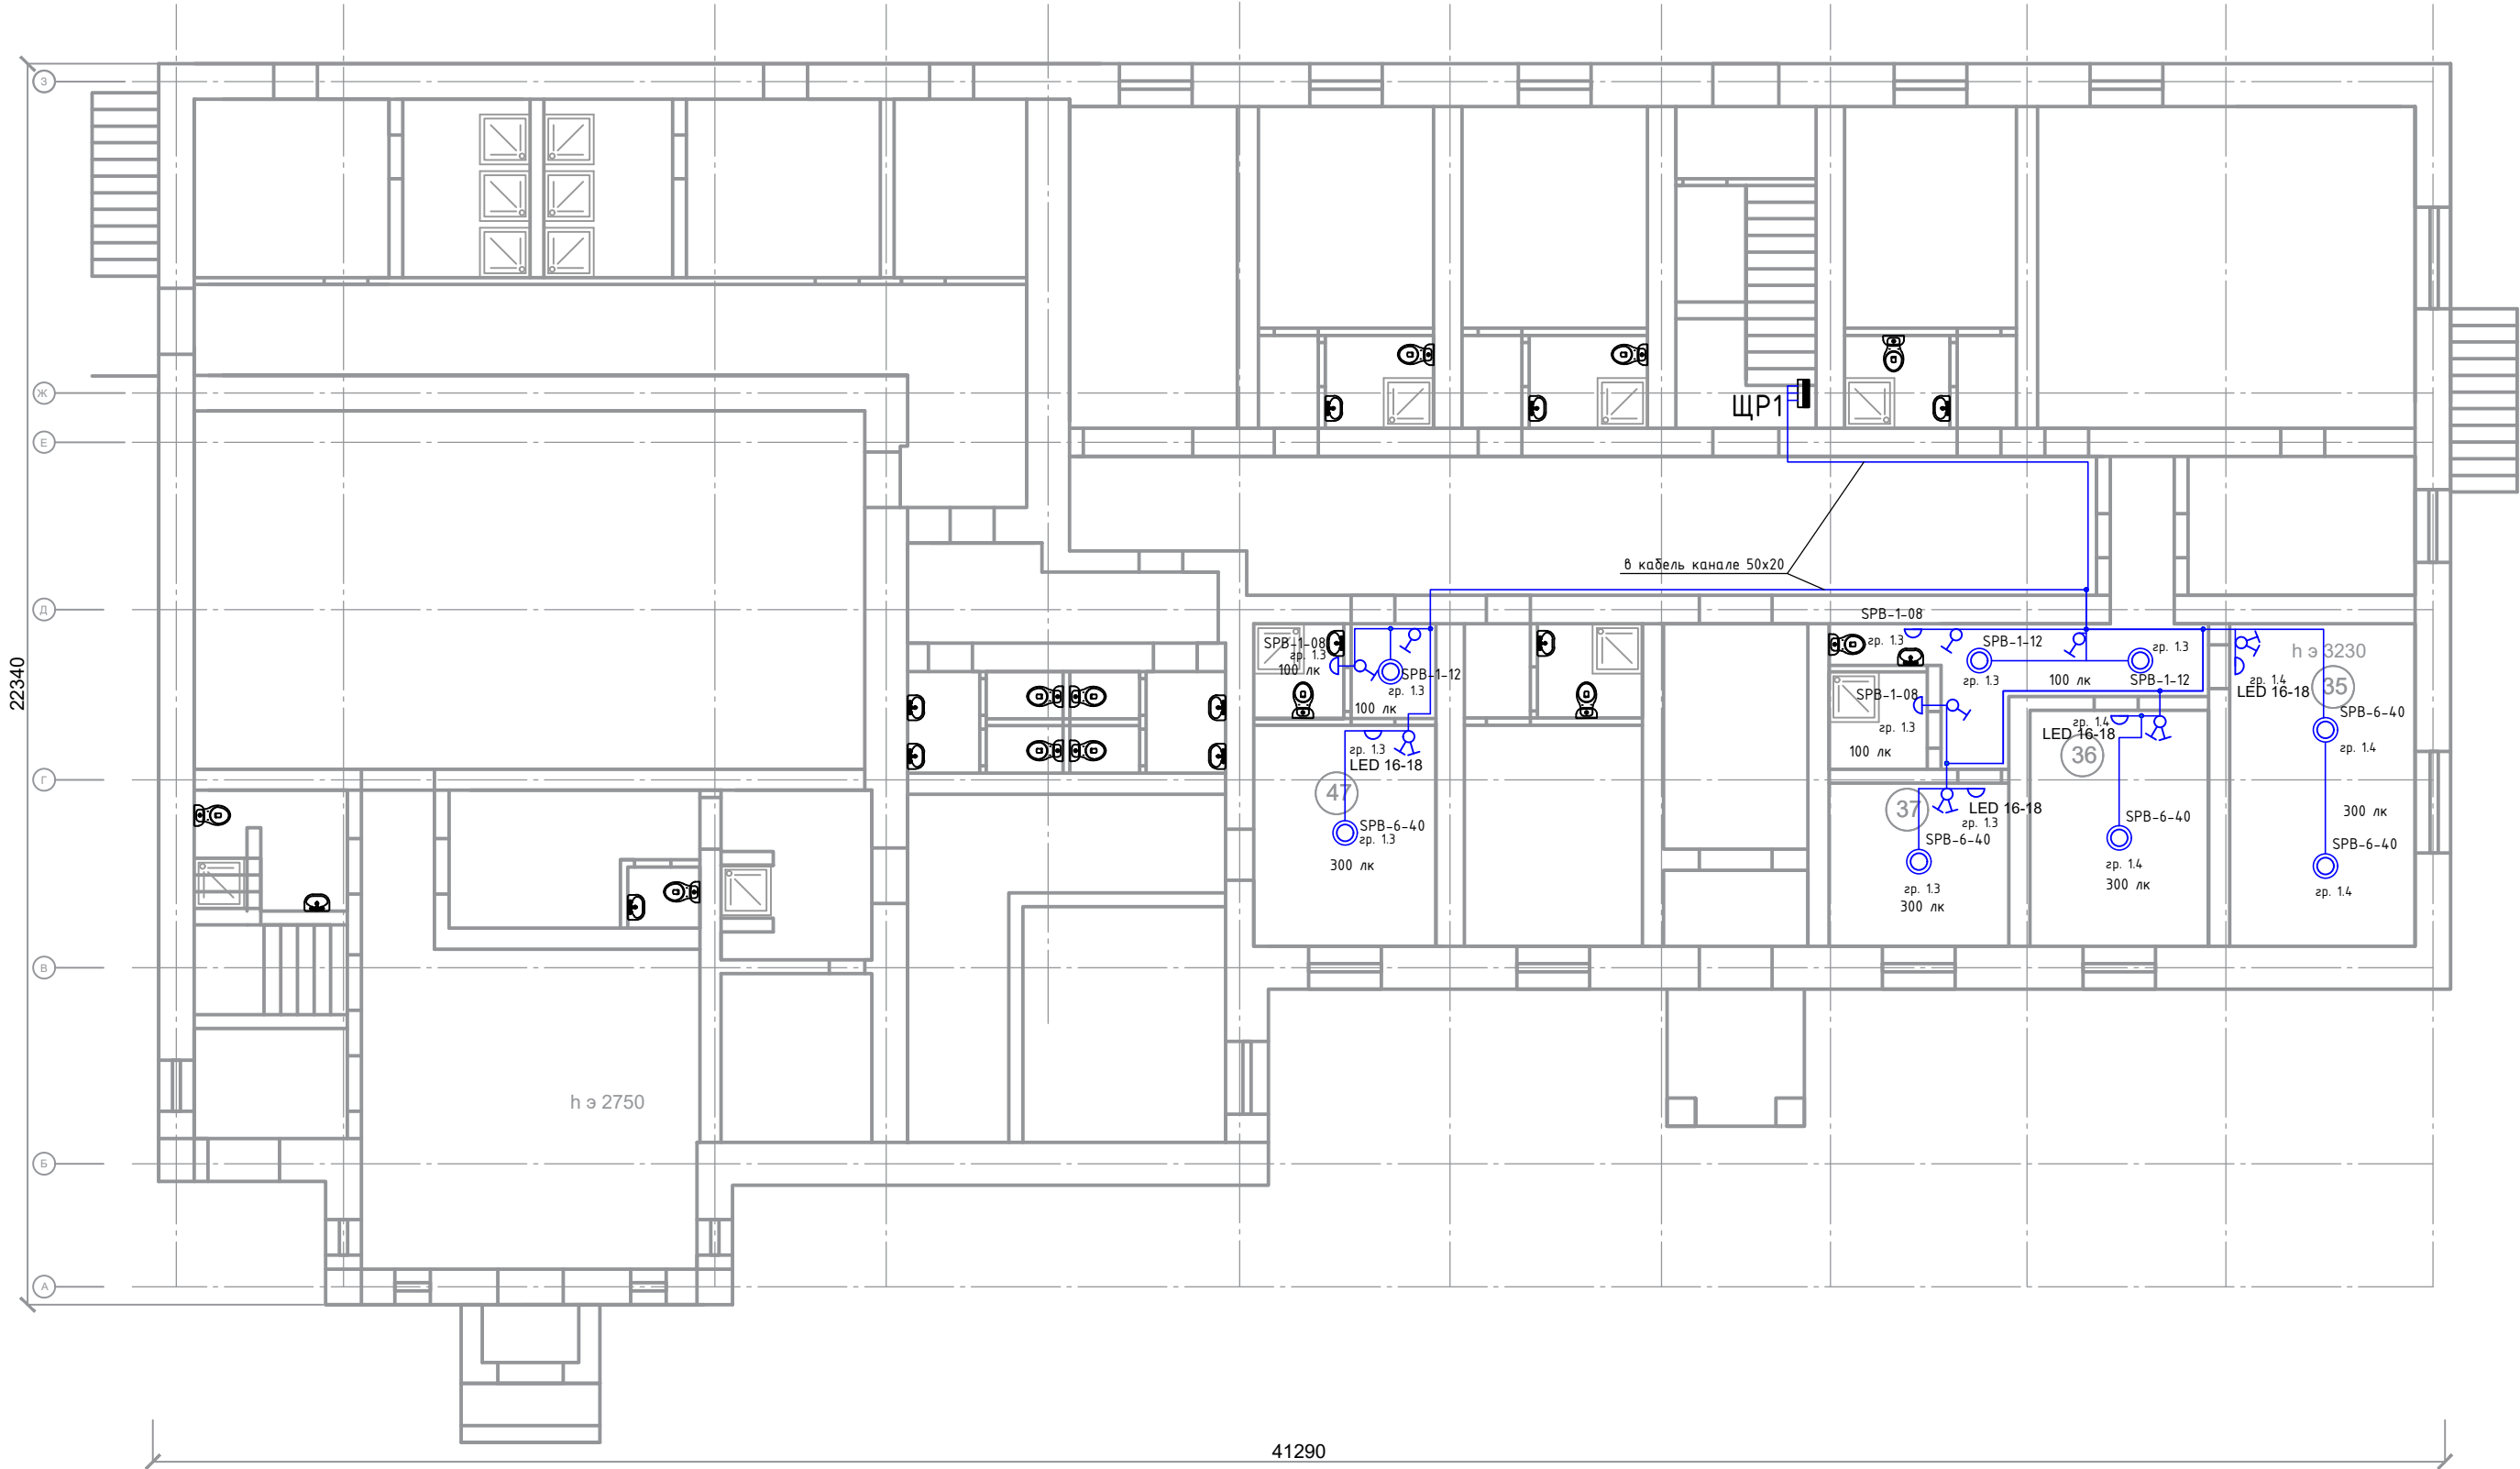 З
Ж
ЩР1
Е
в кабель канале 50х20
Д
SPB-1-08
гр. 1.3
SPB-1-12
гр. 1.3
гр. 1.3
100 лк
SPB-1-12
h э 3230
35
гр. 1.4
LED 16-18
SPB-6-40
гр. 1.4
300 лк
SPB-6-40
гр. 1.4
SPB-1-08
гр. 1.3
100 лк
SPB-1-12
гр. 1.3
100 лк
SPB-1-08
гр. 1.3
100 лк
гр. 1.4
LED 16-18
36
SPB-6-40
гр. 1.4
300 лк
гр. 1.3
LED 16-18
47
SPB-6-40
гр. 1.3
300 лк
37
LED 16-18
гр. 1.3
SPB-6-40
гр. 1.3
300 лк
22340
Г
В
h э 2750
Б
А
41290